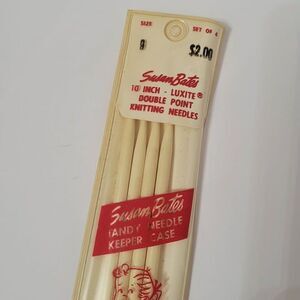 SIZE SET OF 4
9 $2.00
Susan Bates
10 INCH - LUXITE®
DOUBLE POINT
KNITTING NEEDLES
Susan Bates
HANDY NEEDLE
KEEPER CASE